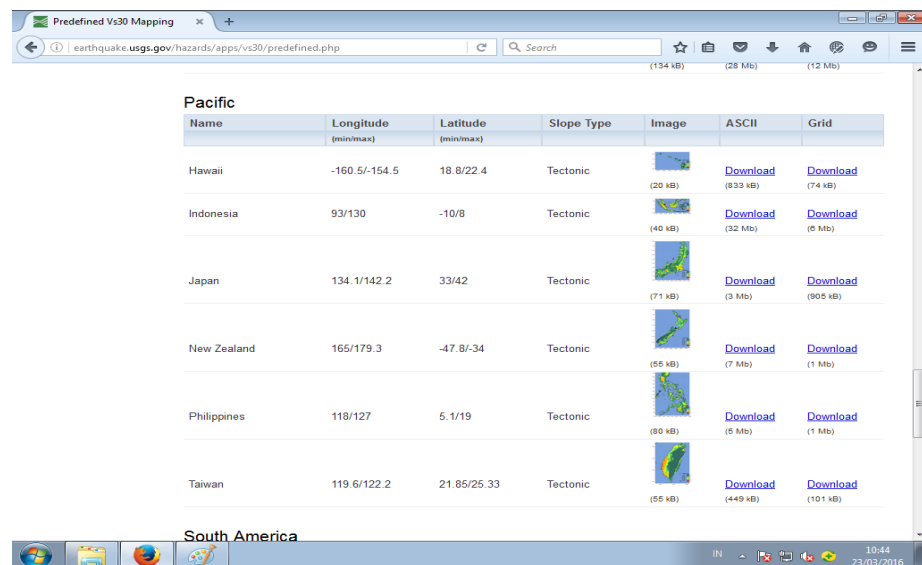 Predefined Vs30 Mapping × +
earthquake.usgs.gov/hazards/apps/vs30/predefined.php Search
(134 kB) (28 Mb) (12 Mb)
Pacific
Name Longitude Latitude Slope Type Image ASCII Grid
(min/max) (min/max)
Hawaii -160.5/-154.5 18.8/22.4 Tectonic Download Download
(20 kB) (833 kB) (74 kB)
Indonesia 93/130 -10/8 Tectonic Download Download
(40 kB) (32 Mb) (6 Mb)
Japan 134.1/142.2 33/42 Tectonic Download Download
(71 kB) (3 Mb) (905 kB)
New Zealand 165/179.3 -47.8/-34 Tectonic Download Download
(55 kB) (7 Mb) (1 Mb)
Philippines 118/127 5.1/19 Tectonic Download Download
(80 kB) (5 Mb) (1 Mb)
Taiwan 119.6/122.2 21.85/25.33 Tectonic Download Download
(55 kB) (449 kB) (101 kB)
South America
IN 10:44
23/03/2016